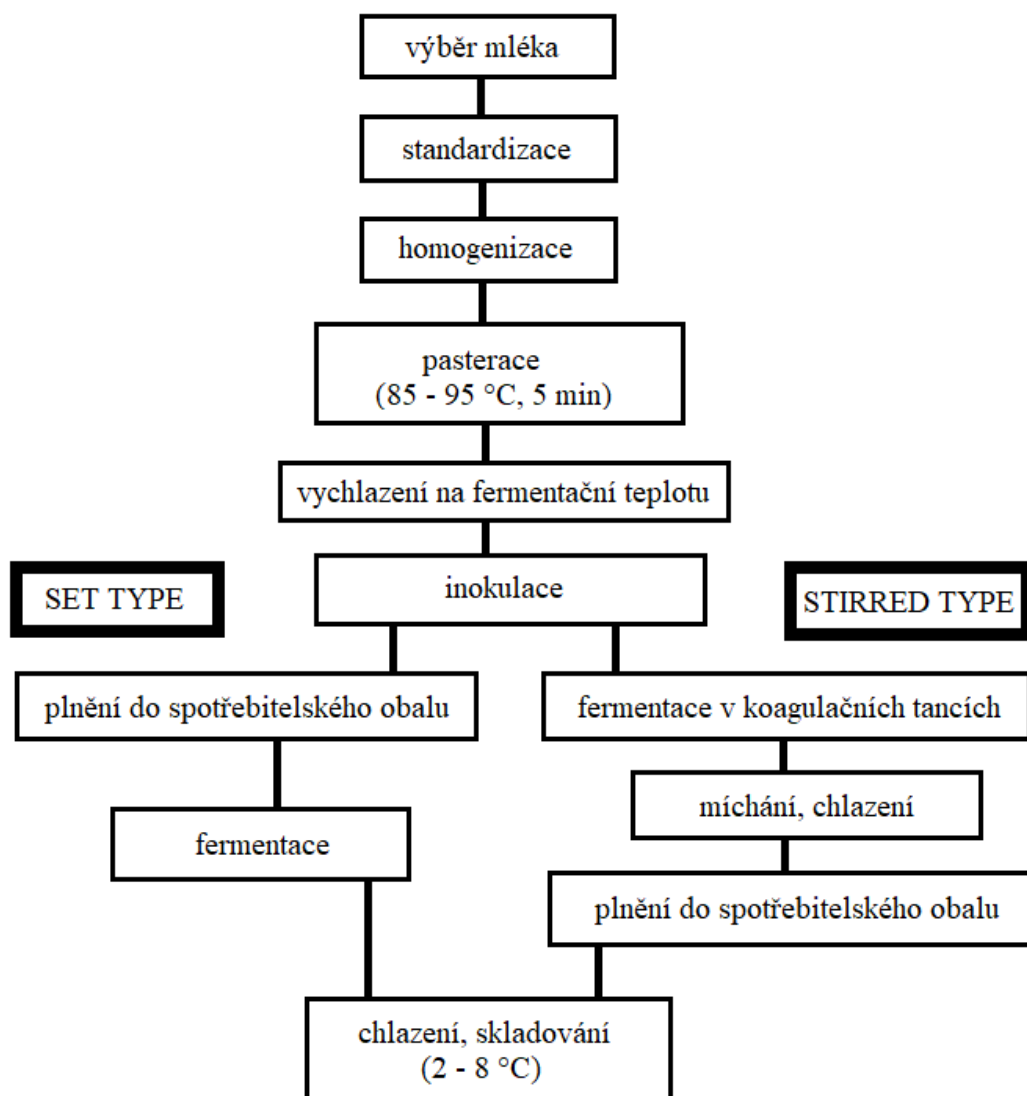 výběr mléka
standardizace
homogenizace
pasterace
(85 - 95 °C, 5 min)
vychlazení na fermentační teplotu
inokulace
SET TYPE
STIRRED TYPE
plnění do spotřebitelského obalu
fermentace v koagulačních tancích
míchání, chlazení
fermentace
plnění do spotřebitelského obalu
chlazení, skladování
(2 - 8 °C)